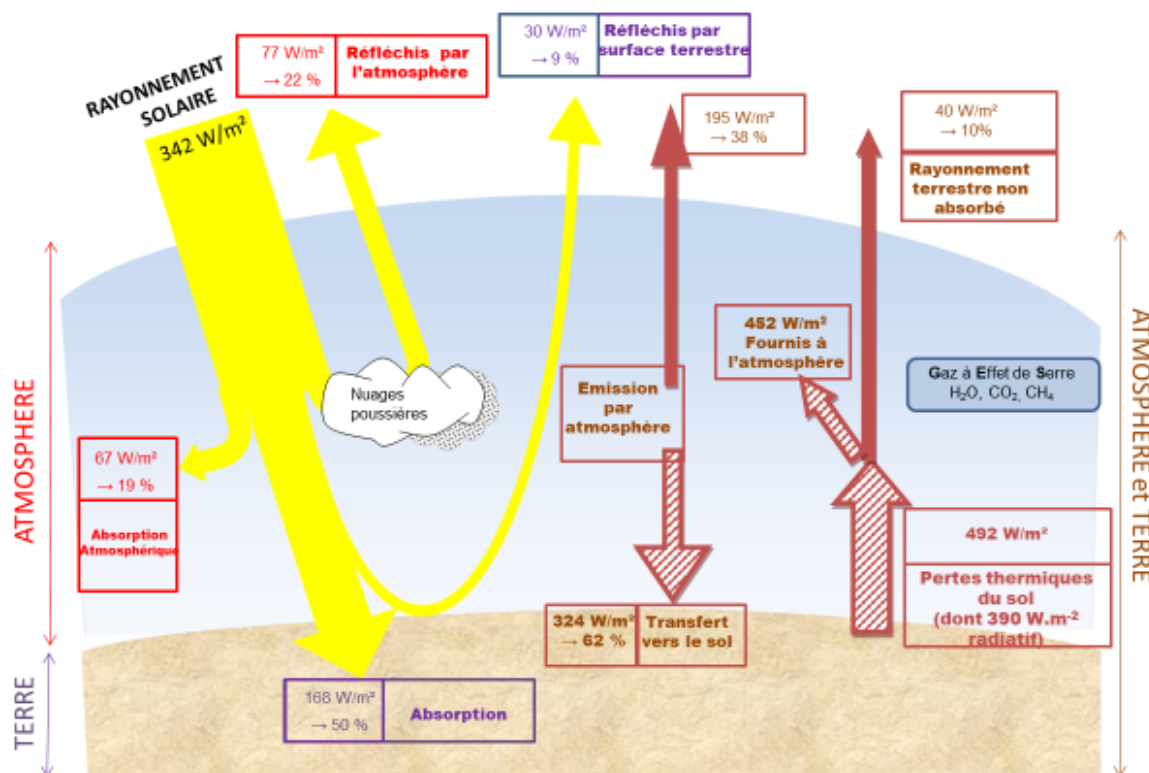 RAYONNEMENT
SOLAIRE
342 W/m²
77 W/m²
→ 22 %
Réfléchis par
l'atmosphère
30 W/m²
→ 9 %
Réfléchis par
surface terrestre
195 W/m²
→ 38 %
40 W/m²
→ 10%
Rayonnement
terrestre non
absorbé
ATMOSPHERE
TERRE
ATMOSPHERE et TERRE
452 W/m²
Fournis à
l'atmosphère
Gaz à Effet de Serre
H₂O, CO₂, CH₄
Nuages
poussières
Emission par
atmosphère
67 W/m²
→ 19 %
Absorption
Atmosphérique
492 W/m²
Pertes thermiques
du sol
(dont 390 W.m⁻²
radiatif)
324 W/m²
→ 62 %
Transfert
vers le sol
168 W/m²
→ 50 %
Absorption